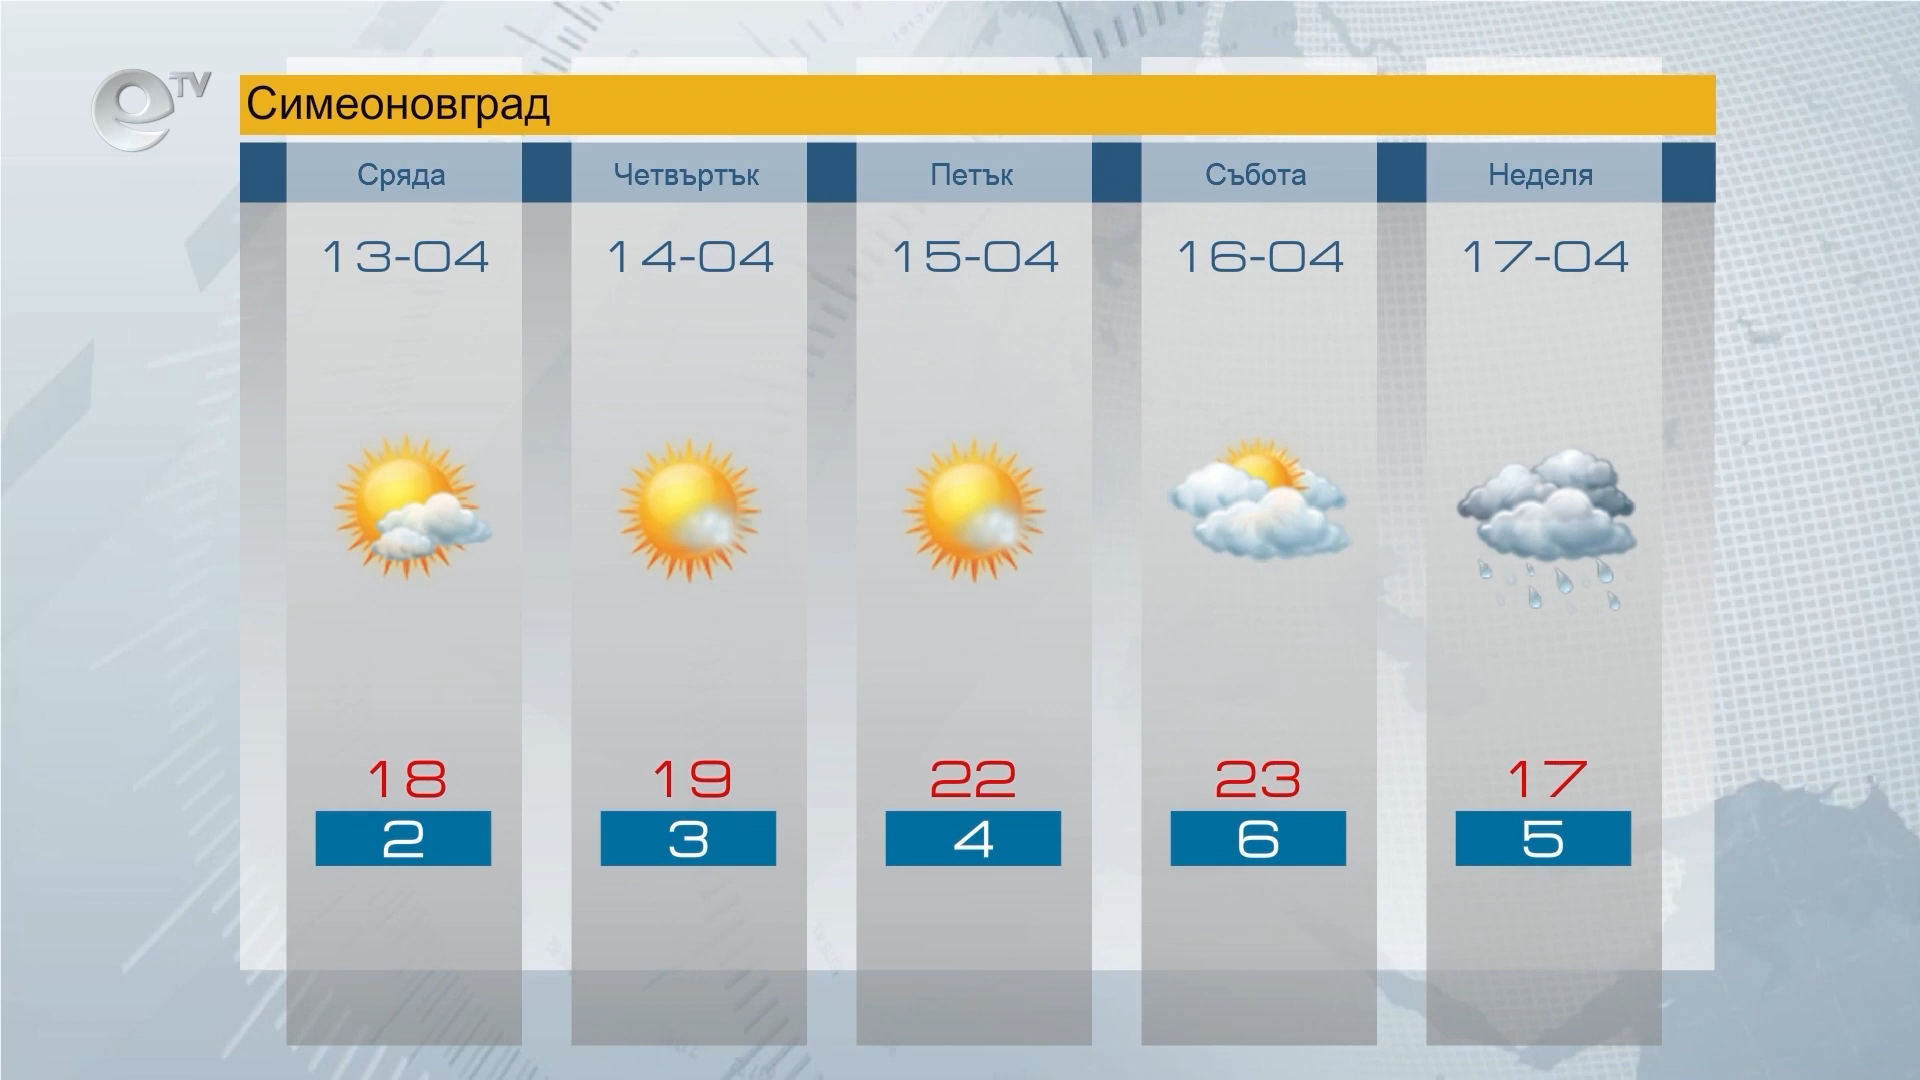 eTV
Симеоновград
Сряда Четвъртък Петък Събота Неделя
13-04 14-04 15-04 16-04 17-04
18 19 22 23 17
2 3 4 6 5